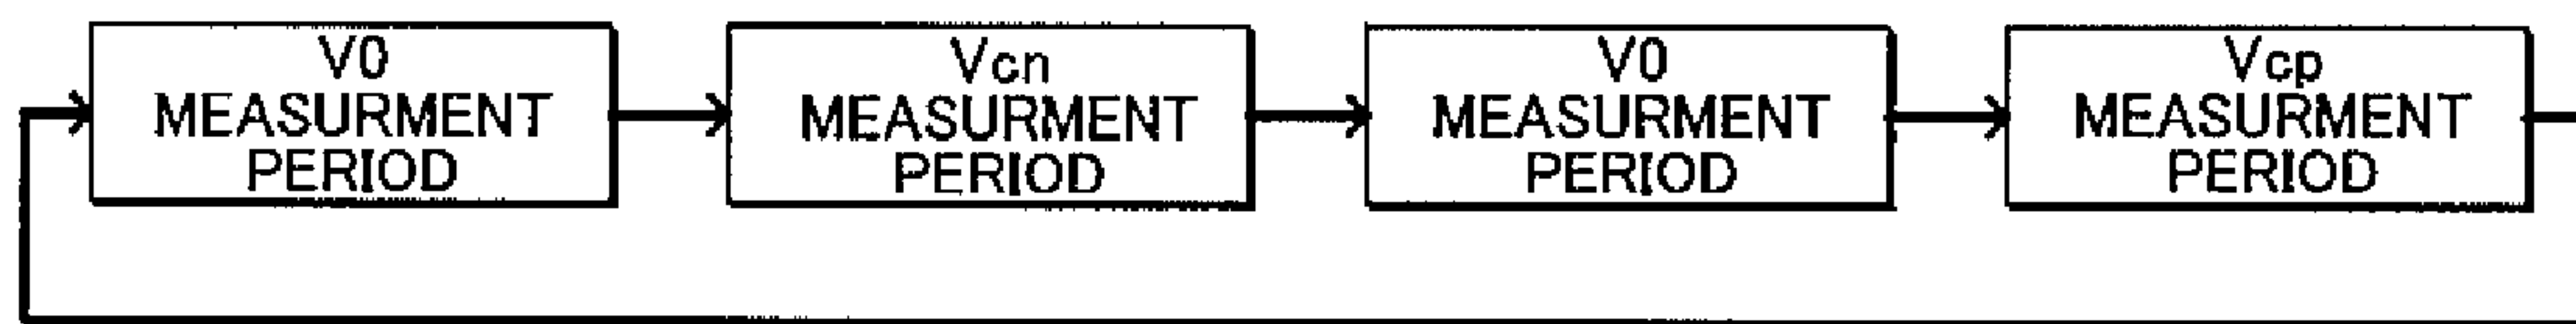 V0
MEASURMENT
PERIOD
Vcn
MEASURMENT
PERIOD
V0
MEASURMENT
PERIOD
Vcp
MEASURMENT
PERIOD